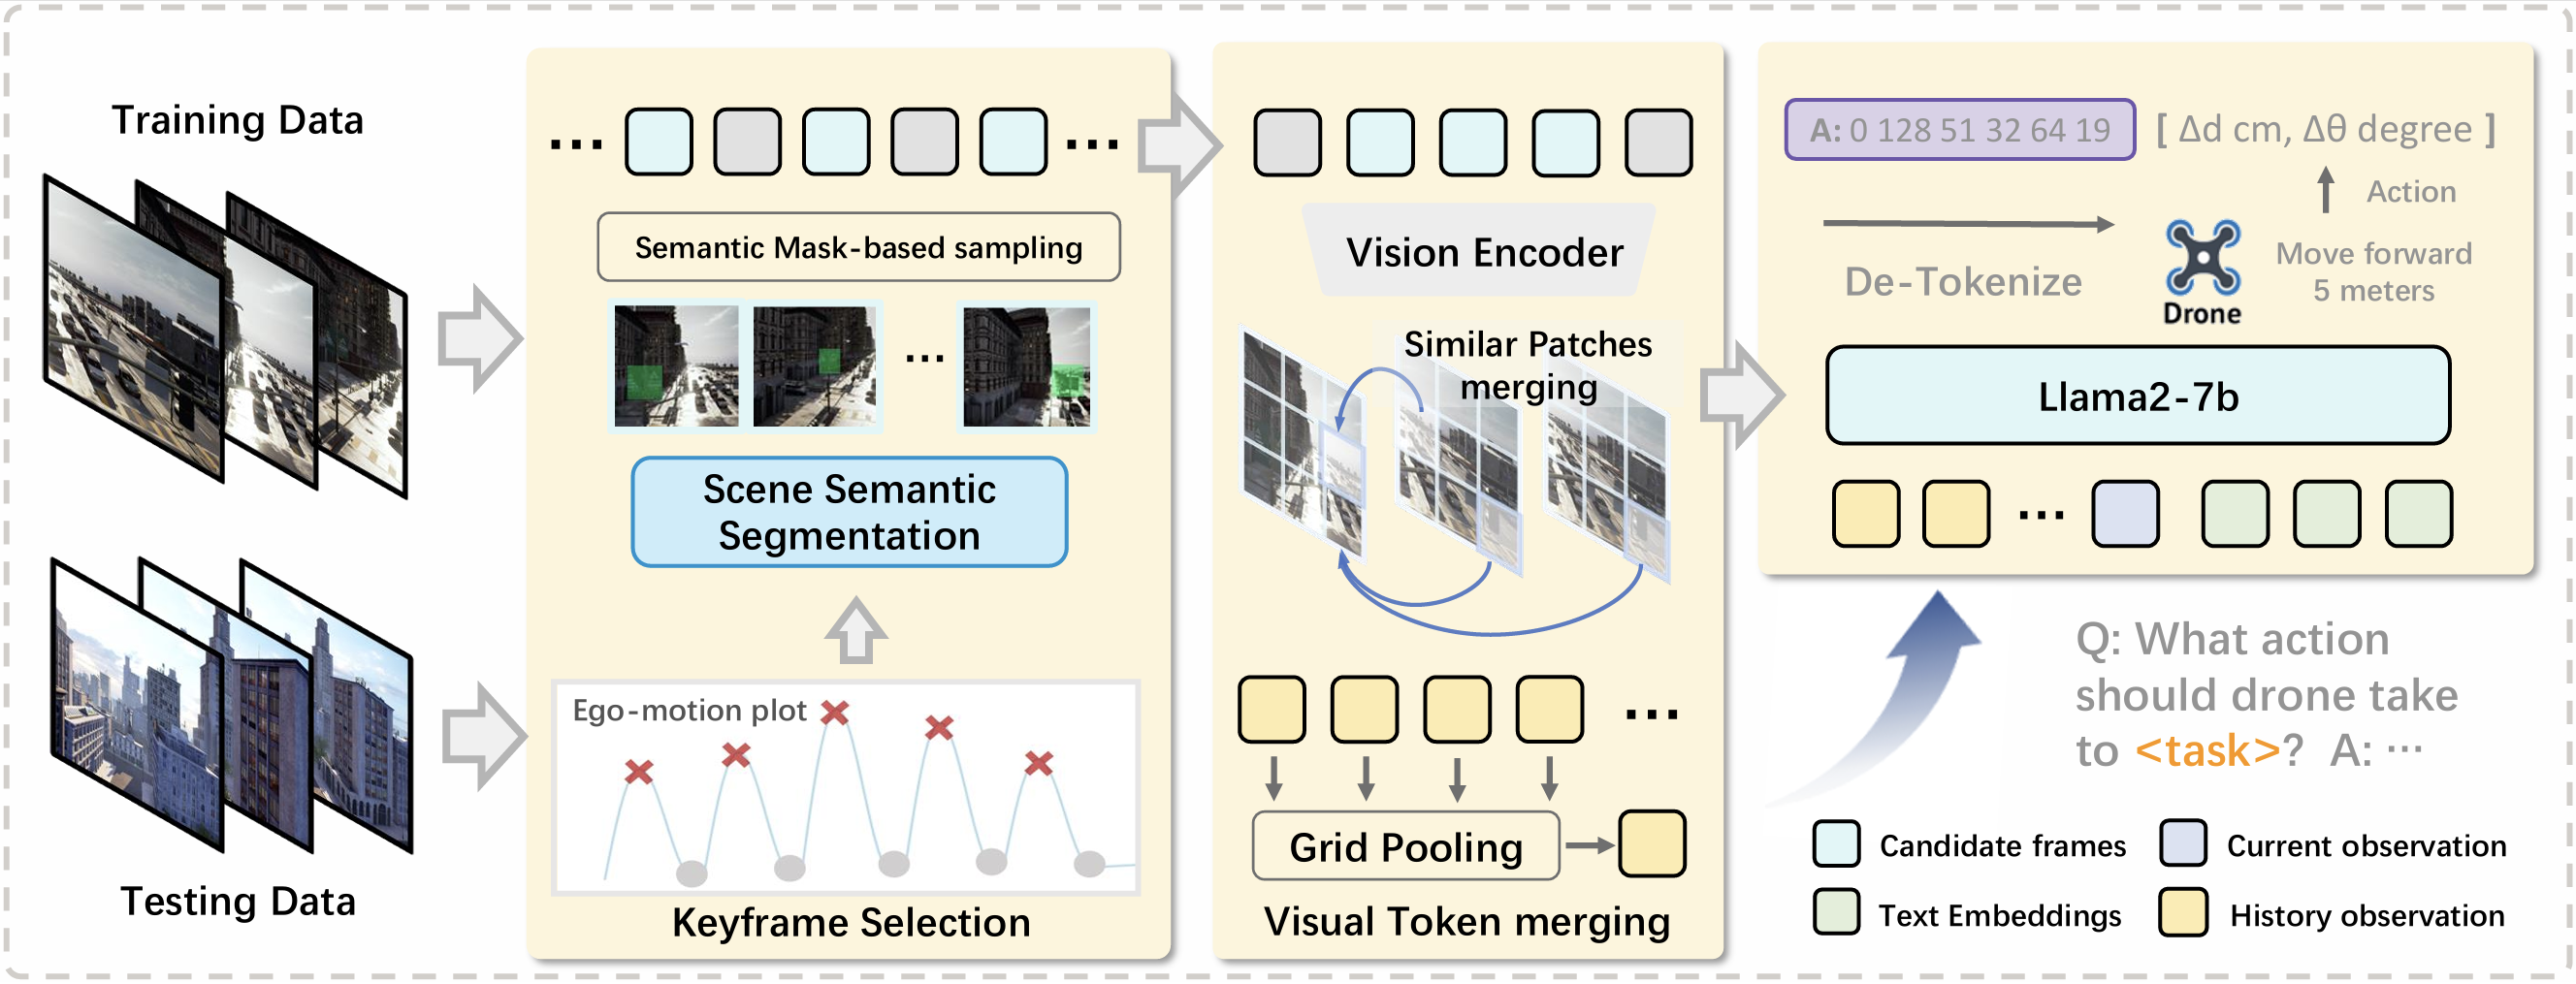 Training Data
Testing Data
...
...
Semantic Mask-based sampling
...
Scene Semantic
Segmentation
Ego-motion plot
Keyframe Selection
Vision Encoder
Similar Patches
merging
...
Grid Pooling
Visual Token merging
A: 0 128 51 32 64 19
[ Δd cm, Δθ degree ]
Action
De-Tokenize
Drone
Move forward
5 meters
Llama2-7b
...
Q: What action
should drone take
to <task>? A: ···
Candidate frames
Current observation
Text Embeddings
History observation